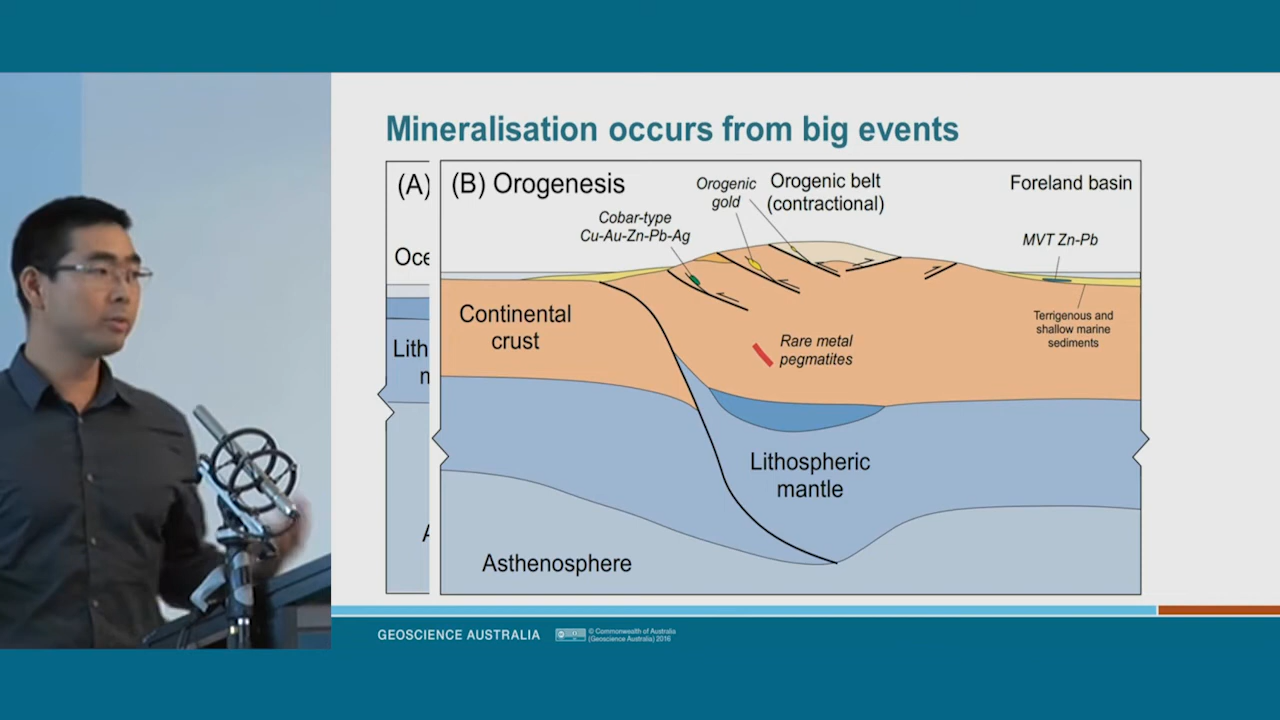 Mineralisation occurs from big events
(A)
Oce
Lith
(B) Orogenesis
Orogenic
gold
Orogenic belt
(contractional)
Foreland basin
Cobar-type
Cu-Au-Zn-Pb-Ag
MVT Zn-Pb
Continental
crust
Terrigenous and
shallow marine
sediments
Rare metal
pegmatites
Lithospheric
mantle
Asthenosphere
GEOSCIENCE AUSTRALIA
© Commonwealth of Australia
(Geoscience Australia) 2016